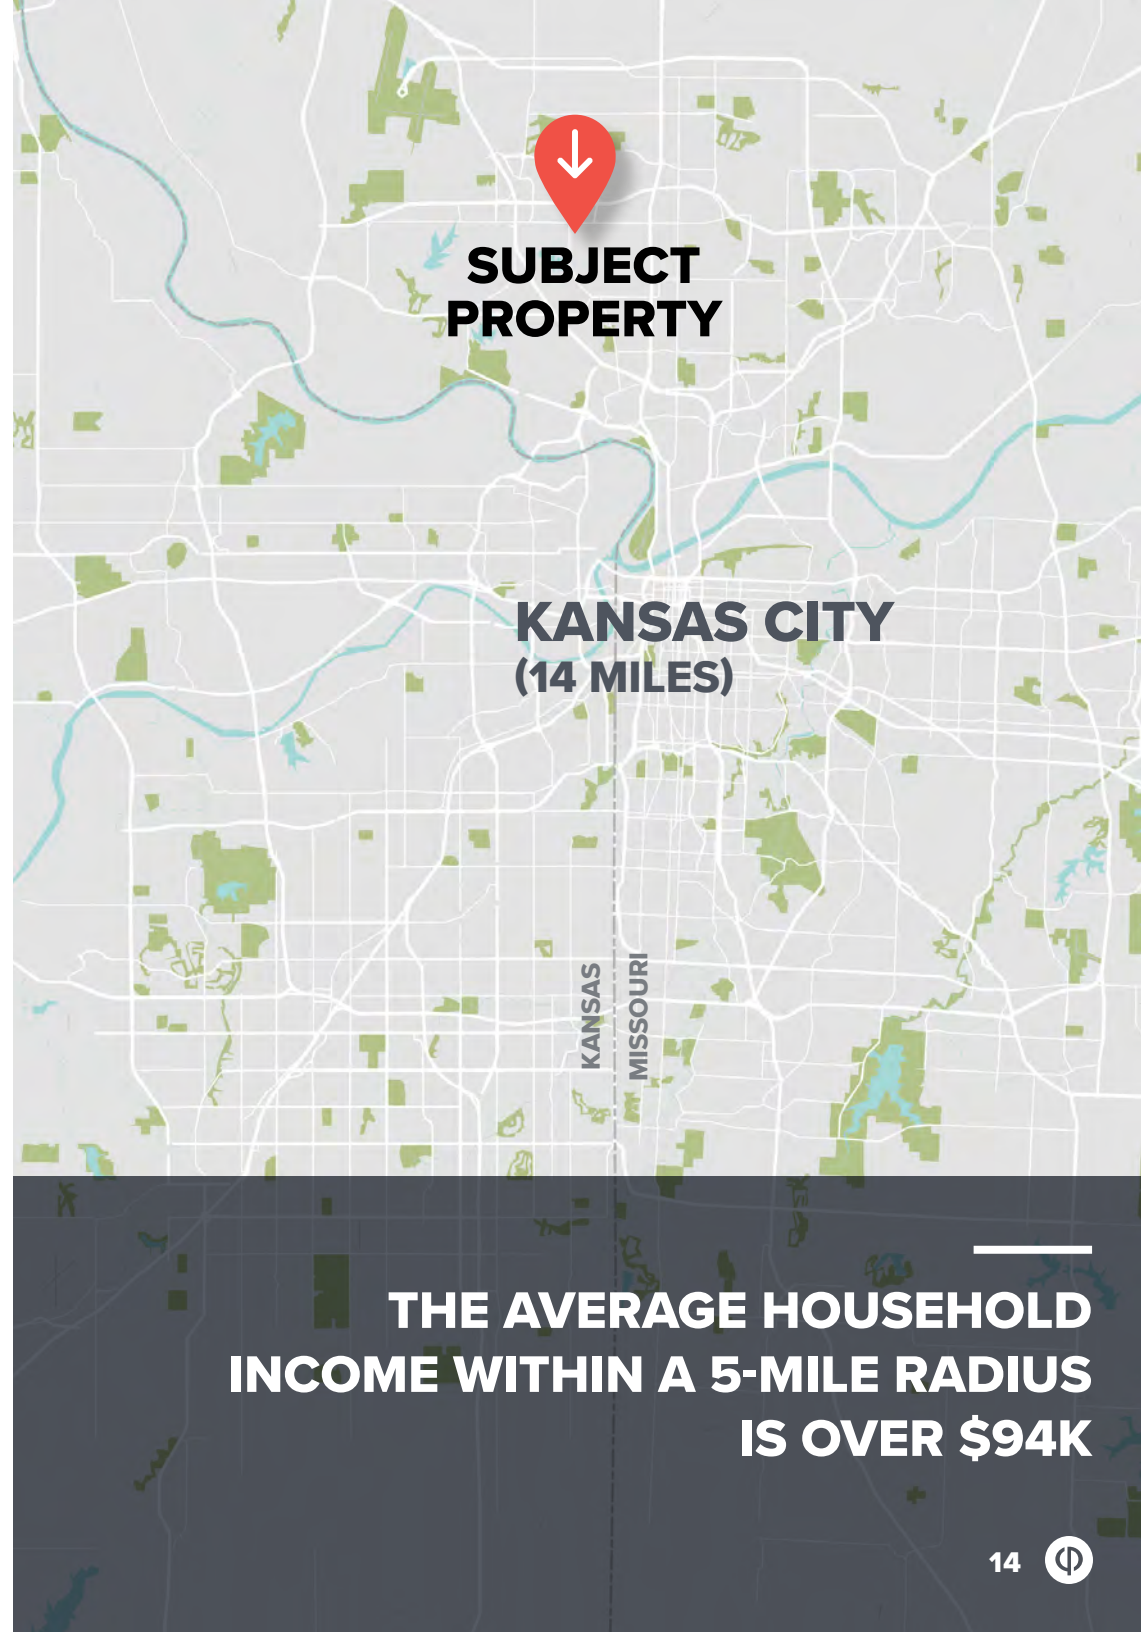 SUBJECT
PROPERTY
KANSAS CITY
(14 MILES)
KANSAS
MISSOURI
THE AVERAGE HOUSEHOLD
INCOME WITHIN A 5-MILE RADIUS
IS OVER $94K
14